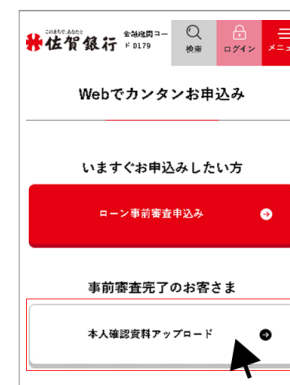 このまちで、あなたと
佐賀銀行
金融機関コー
ド 0179
検索
ログイン
メニュ
Webでカンタンお申込み
いますぐお申込みしたい方
ローン事前審査申込み
事前審査完了のお客さま
本人確認資料アップロード